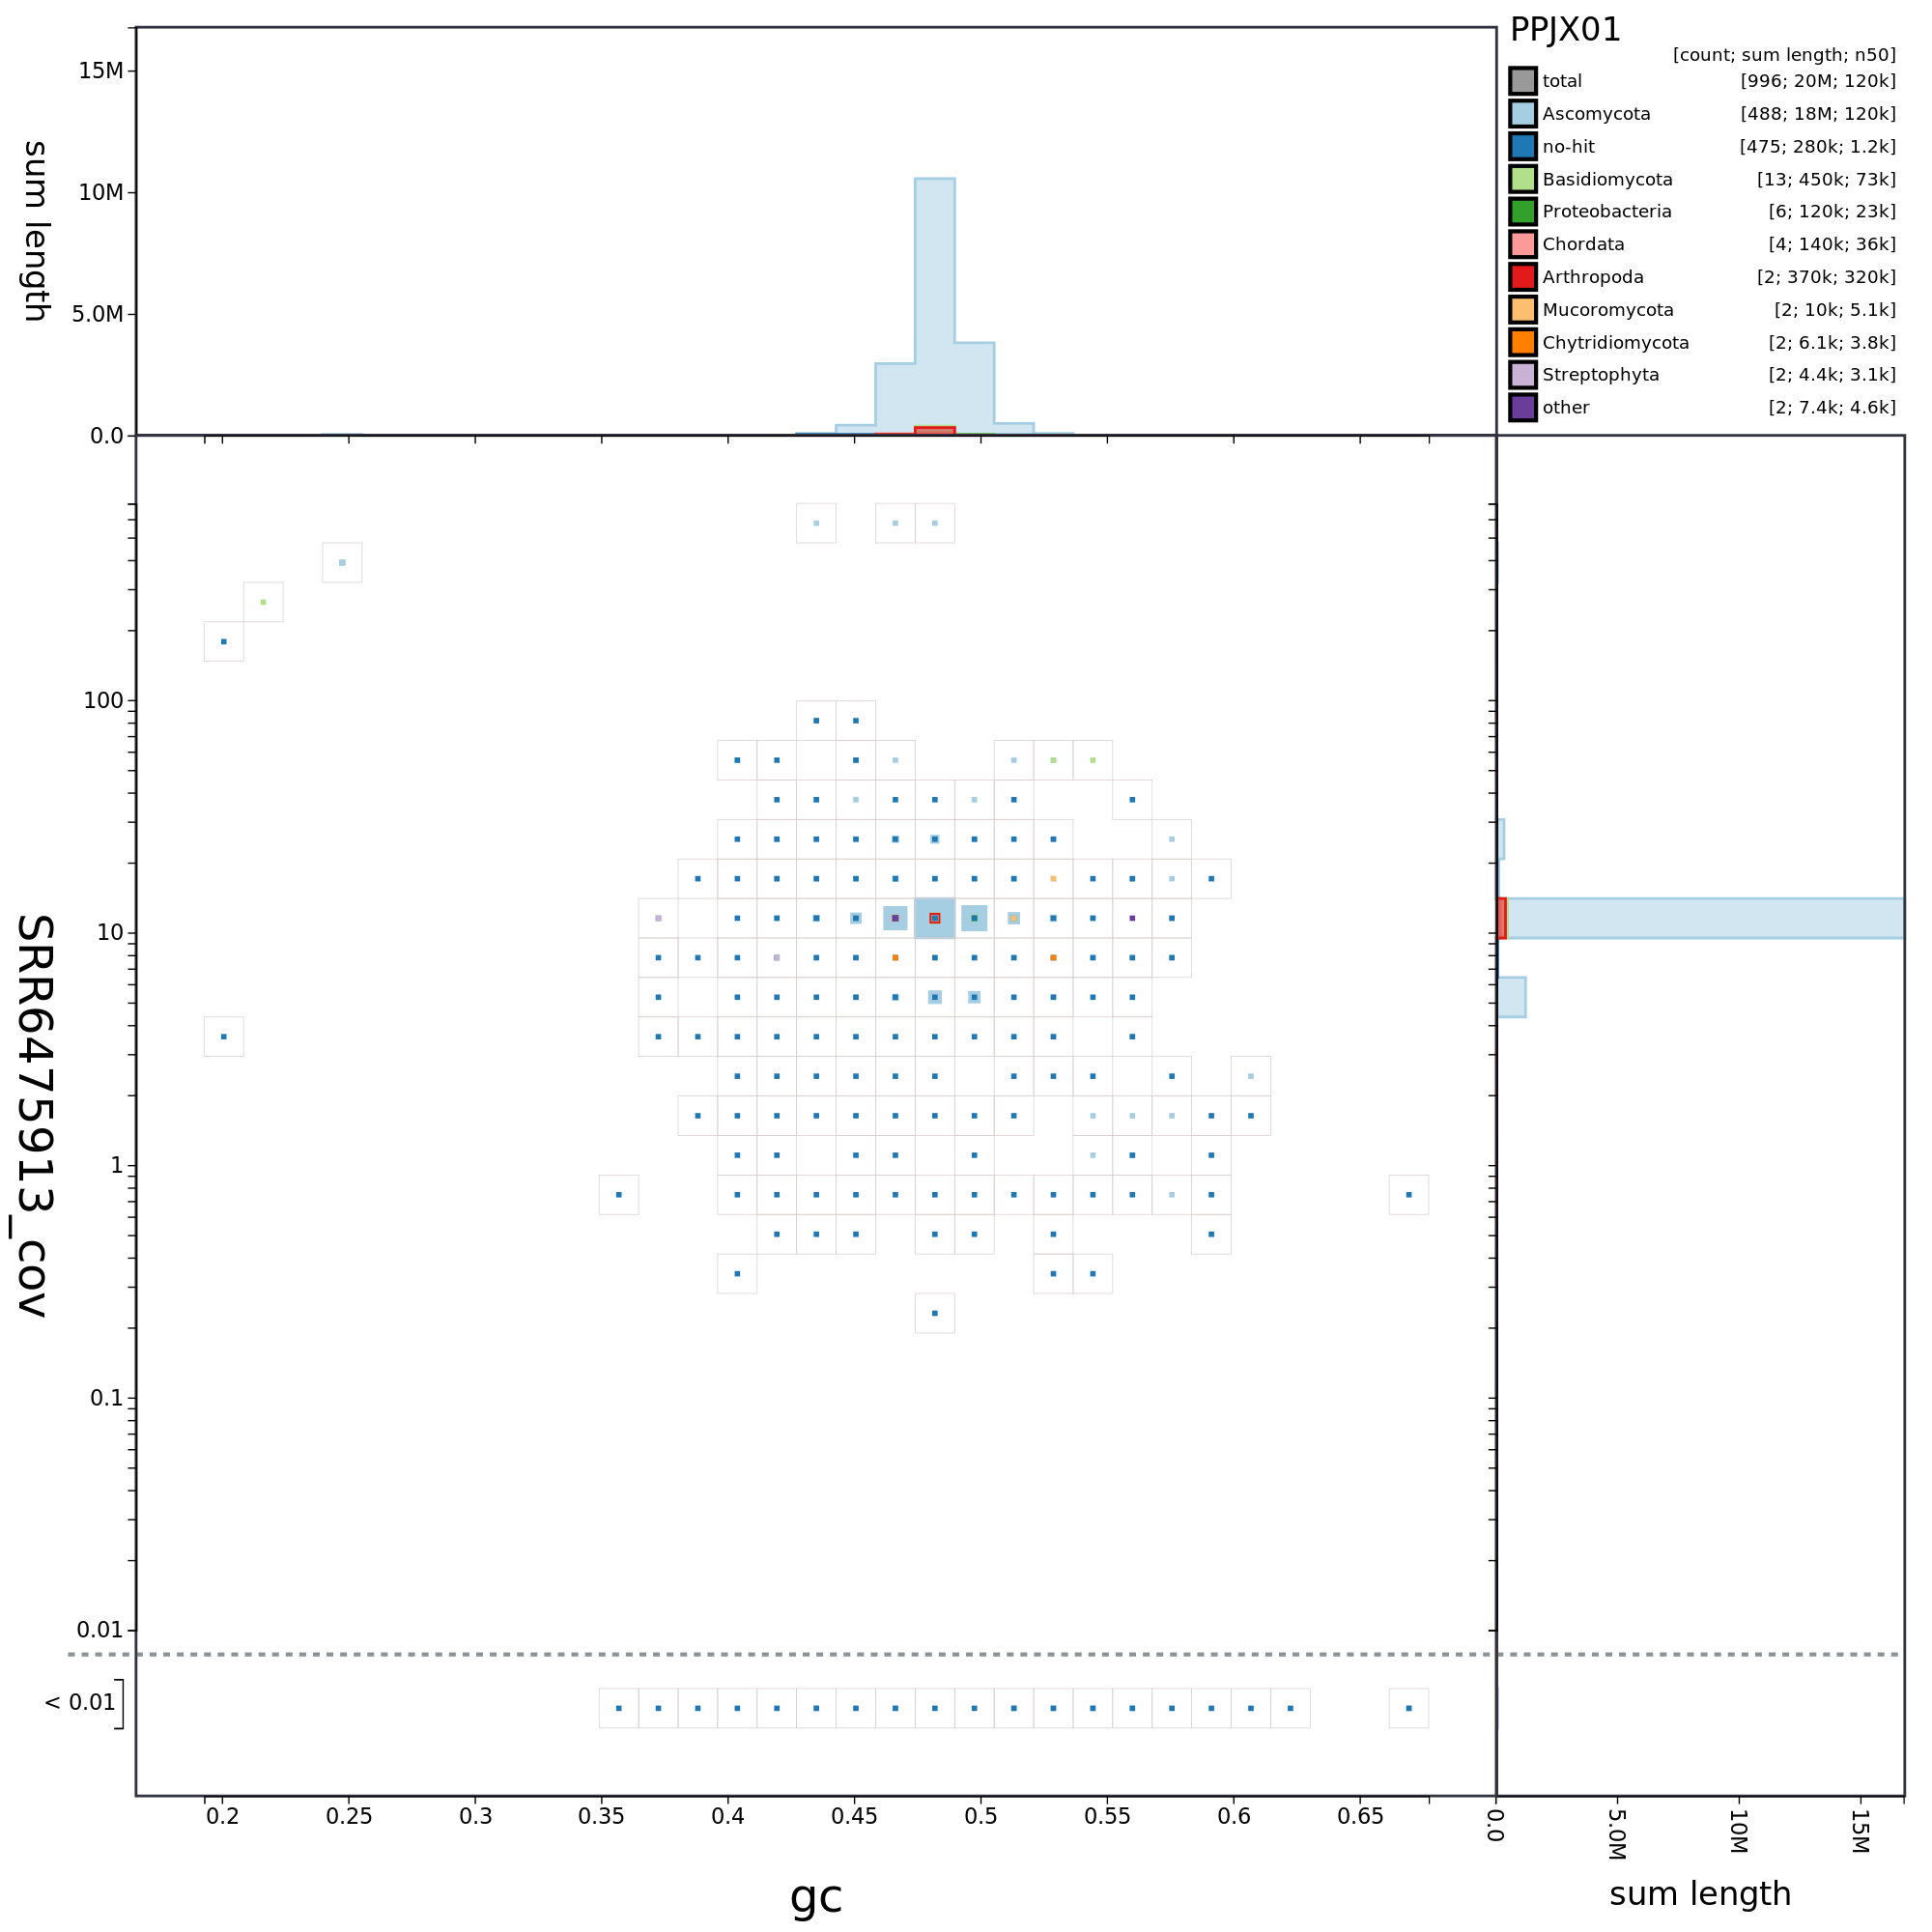 PPJX01
[count; sum length; n50]
total [996; 20M; 120k]
Ascomycota [488; 18M; 120k]
no-hit [475; 280k; 1.2k]
Basidiomycota [13; 450k; 73k]
Proteobacteria [6; 120k; 23k]
Chordata [4; 140k; 36k]
Arthropoda [2; 370k; 320k]
Mucoromycota [2; 10k; 5.1k]
Chytridiomycota [2; 6.1k; 3.8k]
Streptophyta [2; 4.4k; 3.1k]
other [2; 7.4k; 4.6k]
sum length
15M
10M
5.0M
0.0
SRR6475913_cov
100
10
1
0.1
0.01
< 0.01
0.2 0.25 0.3 0.35 0.4 0.45 0.5 0.55 0.6 0.65
gc
0.0 5.0M 10M 15M
sum length